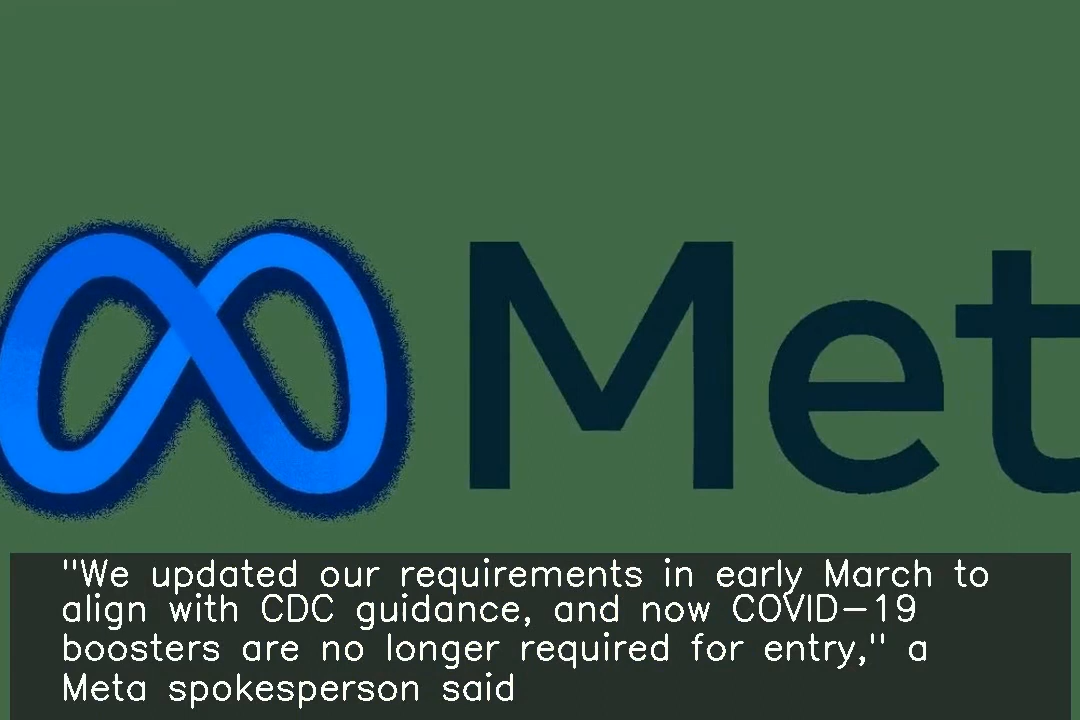 Met
"We updated our requirements in early March to
align with CDC guidance, and now COVID-19
boosters are no longer required for entry," a
Meta spokesperson said